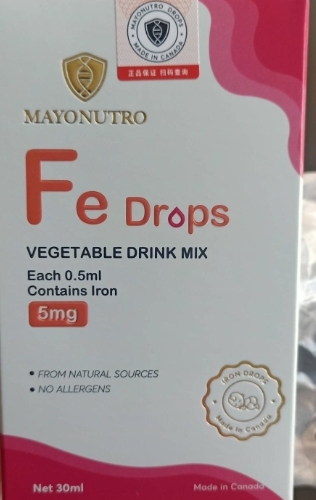 MAYONUTRO DROPS
MADE IN CANADA
正品保证 扫码查询
MAYONUTRO
Fe Drops
VEGETABLE DRINK MIX
Each 0.5ml
Contains Iron
5mg
• FROM NATURAL SOURCES
• NO ALLERGENS
IRON DROPS
Made in Canada
Net 30ml
Made in Canada